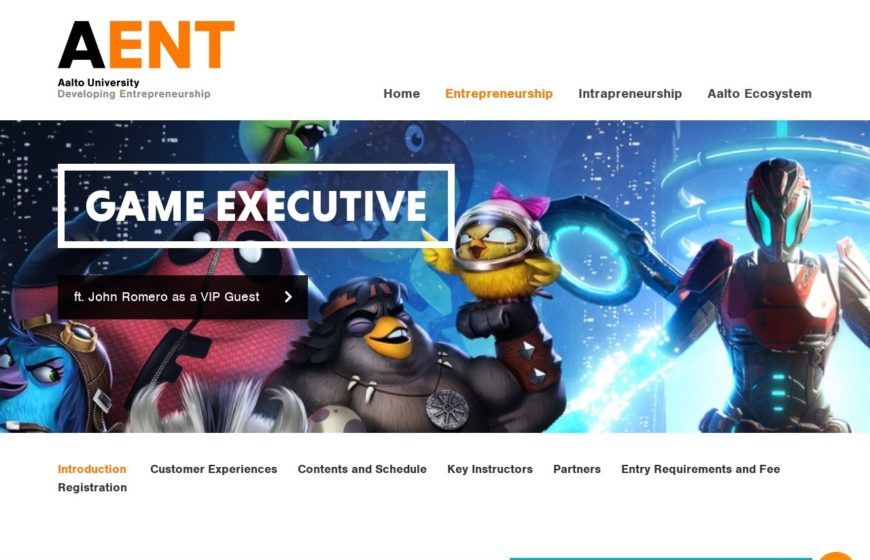 AENT
Aalto University
Developing Entrepreneurship
Home Entrepreneurship Intrapreneurship Aalto Ecosystem
GAME EXECUTIVE
ft. John Romero as a VIP Guest
Introduction Customer Experiences Contents and Schedule Key Instructors Partners Entry Requirements and Fee
Registration